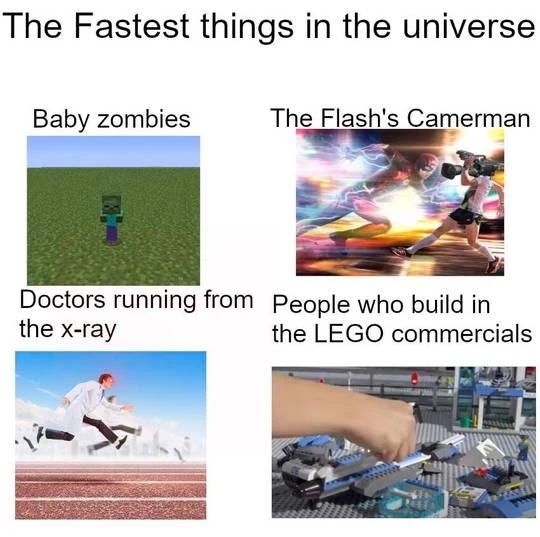 The Fastest things in the universe
Baby zombies
The Flash's Camerman
Doctors running from
the x-ray
People who build in
the LEGO commercials